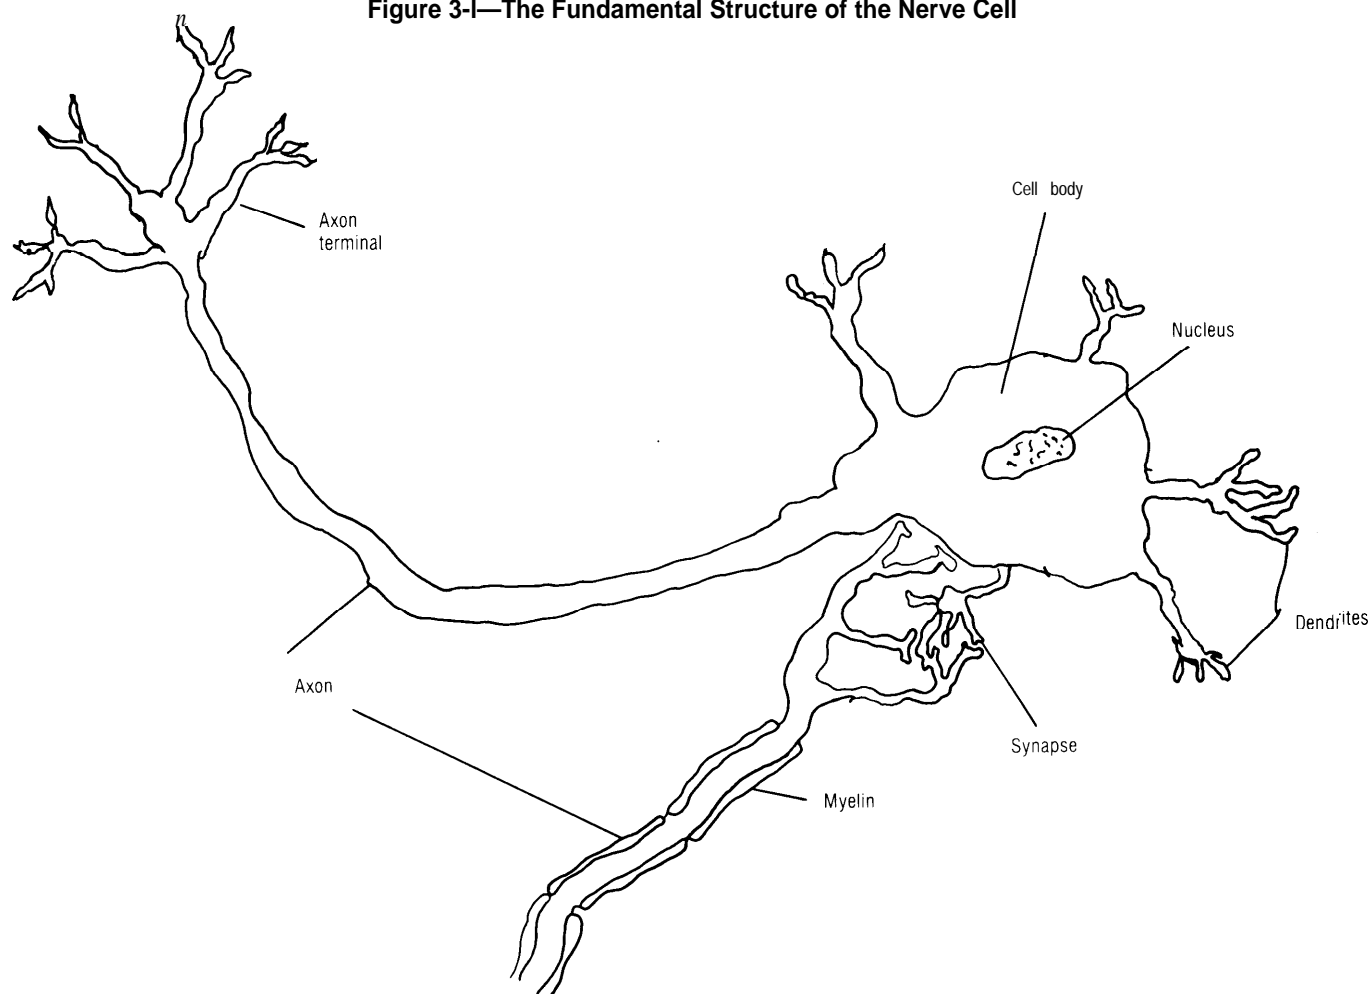 Figure 3-l—The Fundamental Structure of the Nerve Cell
n
Cell body
Axon
terminal
Nucleus
Dendrites
Axon
Synapse
Myelin